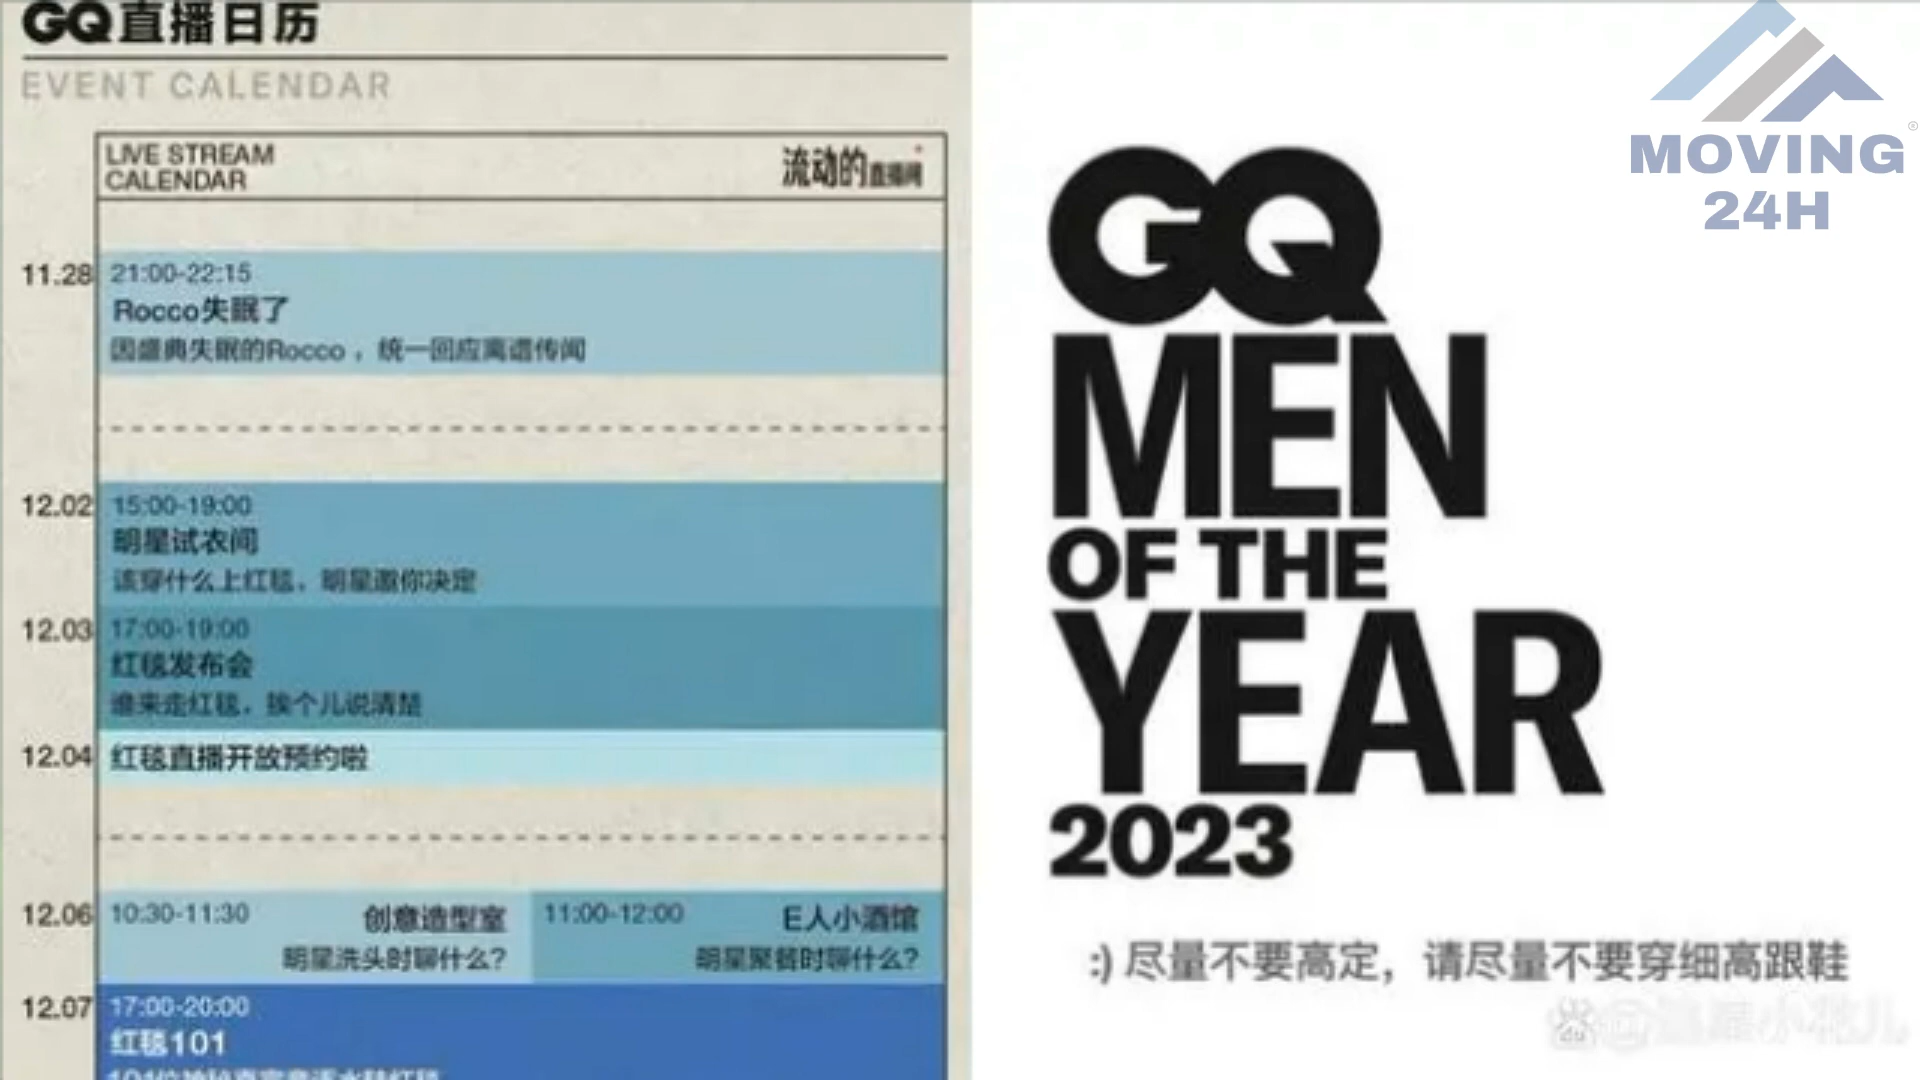 GQ直播日历
EVENT CALENDAR
LIVE STREAM
CALENDAR
流动的直播间
11.28
21:00-22:15
Rocco失眠了
因盛典失眠的Rocco，统一回应离谱传闻
12.02
15:00-19:00
明星试衣间
该穿什么上红毯，明星邀你决定
12.03
17:00-19:00
红毯发布会
谁来走红毯，挨个儿说清楚
12.04
红毯直播开放预约啦
12.06
10:30-11:30
创意造型室
明星洗头时聊什么?
11:00-12:00
E人小酒馆
明星聚餐时聊什么?
12.07
17:00-20:00
红毯101
GQ
MEN
OF THE
YEAR
2023
:) 尽量不要高定，请尽量不要穿细高跟鞋
MOVING
24H